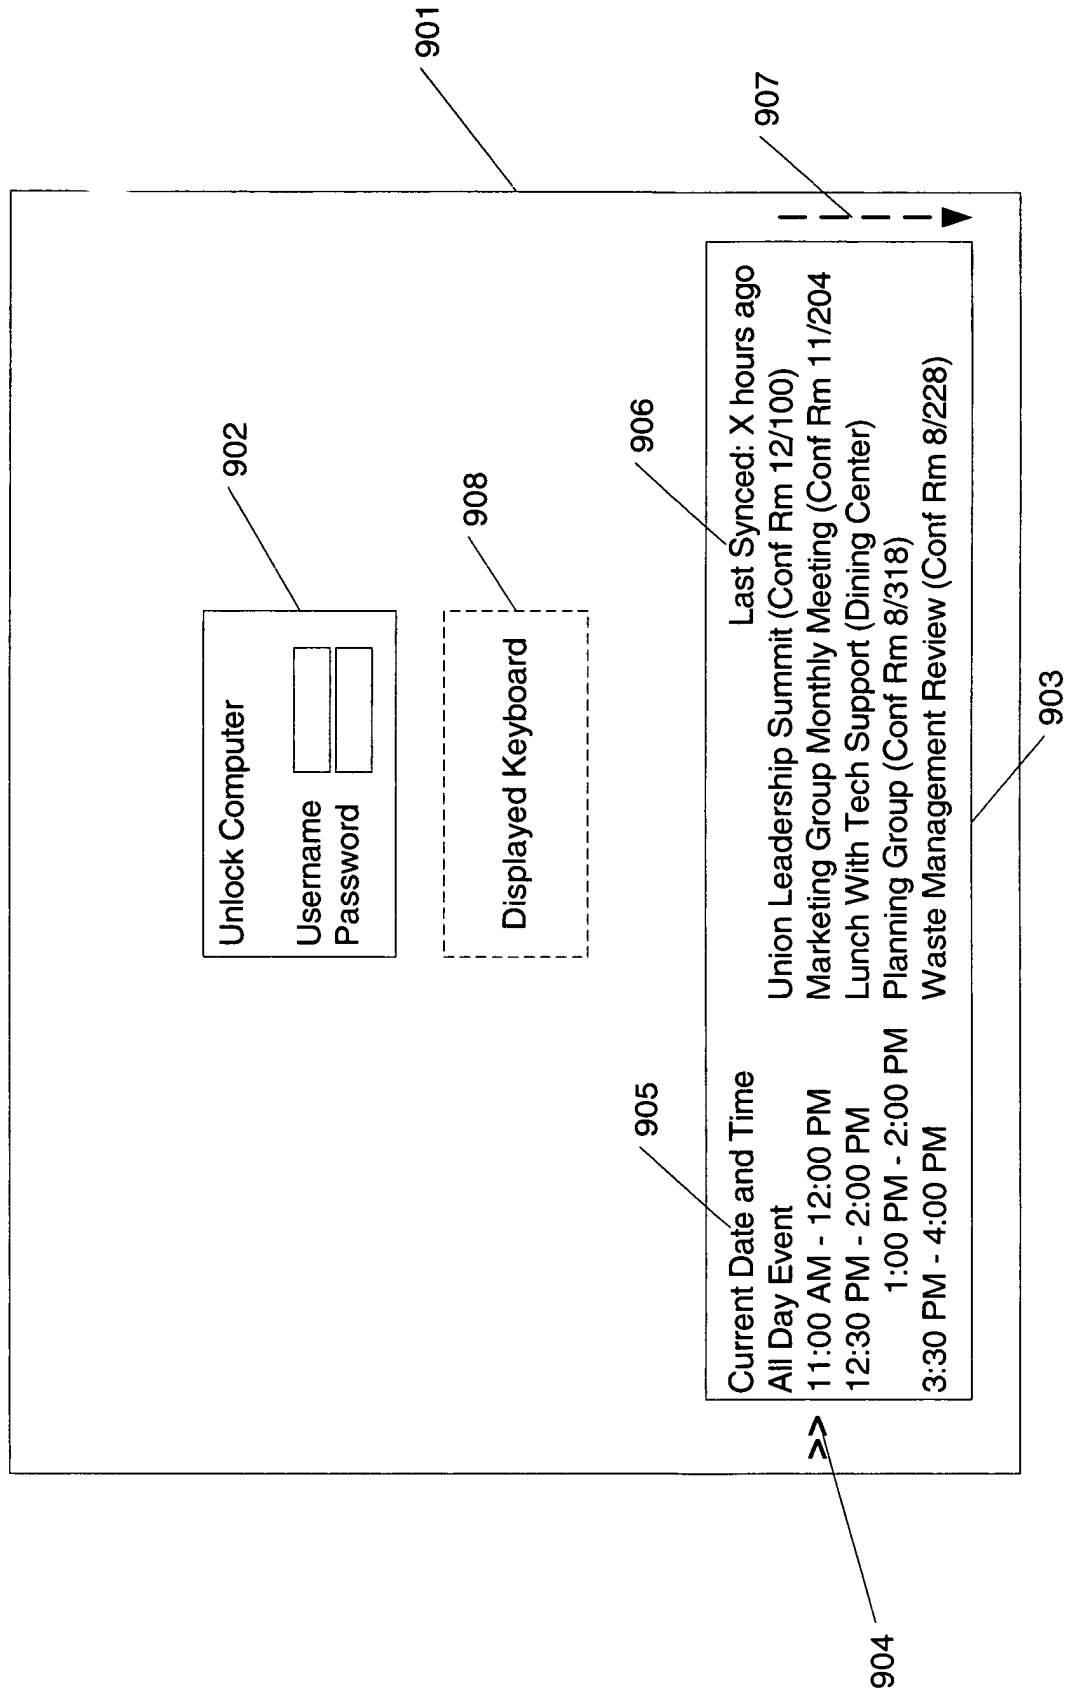 901
902
Unlock Computer
Username
Password
908
Displayed Keyboard
907
906
905
Current Date and Time Last Synced: X hours ago
All Day Event Union Leadership Summit (Conf Rm 12/100)
11:00 AM - 12:00 PM Marketing Group Monthly Meeting (Conf Rm 11/204
12:30 PM - 2:00 PM Lunch With Tech Support (Dining Center)
1:00 PM - 2:00 PM Planning Group (Conf Rm 8/318)
3:30 PM - 4:00 PM Waste Management Review (Conf Rm 8/228)
>>
904
903